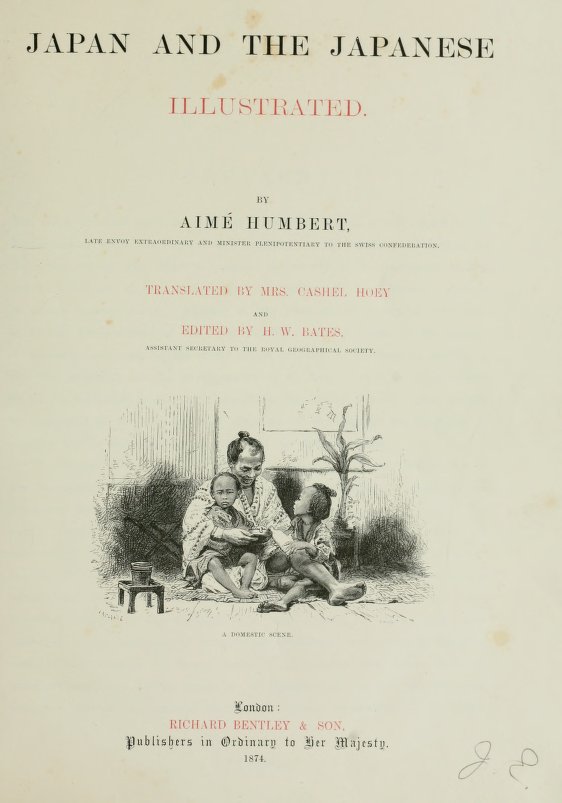 JAPAN AND THE JAPANESE
ILLUSTRATED.
BY
AIMÉ HUMBERT,
LATE ENVOY EXTRAORDINARY AND MINISTER PLENIPOTENTIARY TO THE SWISS CONFEDERATION.
TRANSLATED BY MRS. CASHEL HOEY
AND
EDITED BY H. W. BATES,
ASSISTANT SECRETARY TO THE ROYAL GEOGRAPHICAL SOCIETY.
A DOMESTIC SCENE.
London:
RICHARD BENTLEY & SON,
Publishers in Ordinary to Her Majesty.
1874.